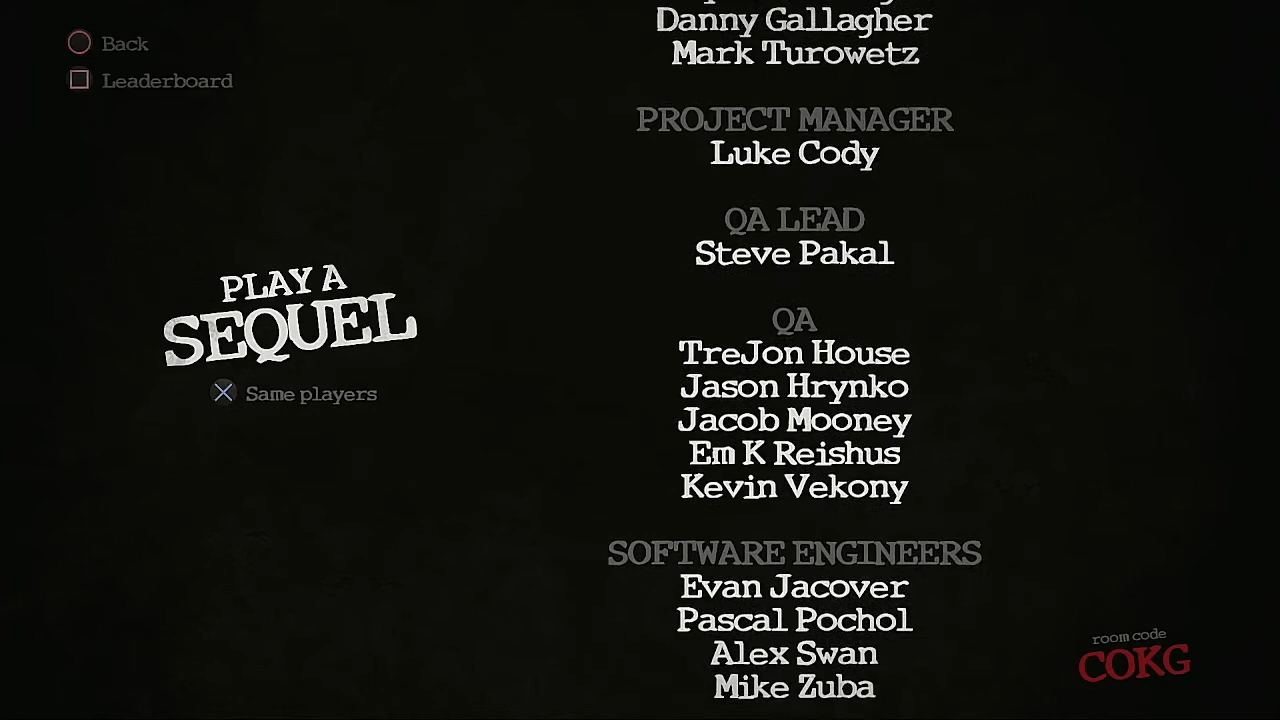 Back
Leaderboard
PLAY A
SEQUEL
Same players
Danny Gallagher
Mark Turowetz
PROJECT MANAGER
Luke Cody
QA LEAD
Steve Pakal
QA
TreJon House
Jason Hrynko
Jacob Mooney
Em K Reishus
Kevin Vekony
SOFTWARE ENGINEERS
Evan Jacover
Pascal Pochol
Alex Swan
Mike Zuba
room code
COKG